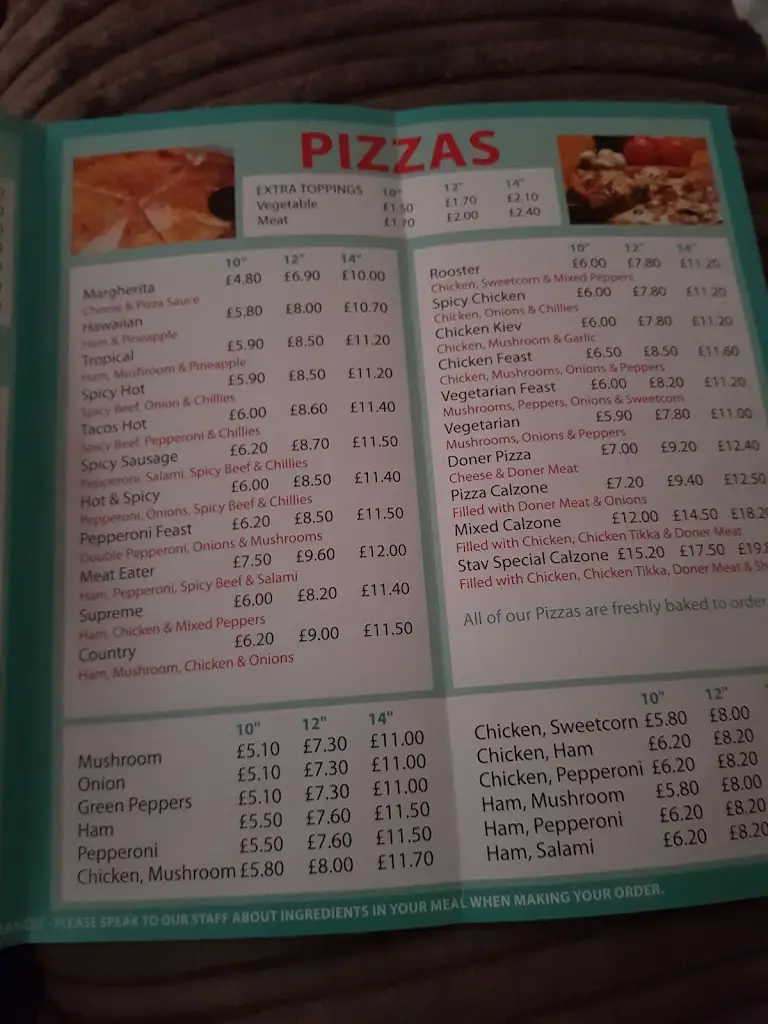 PIZZAS
EXTRA TOPPINGS 10" 12" 14"
Vegetable £1.50 £1.70 £2.10
Meat £1.70 £2.00 £2.40
10" 12" 14"
Margherita £4.80 £6.90 £10.00
Cheese & Pizza Sauce
Hawaiian £5.80 £8.00 £10.70
Ham & Pineapple
Tropical £5.90 £8.50 £11.20
Ham, Mushroom & Pineapple
Spicy Hot £5.90 £8.50 £11.20
Spicy Beef, Onion & Chillies
Tacos Hot £6.00 £8.60 £11.40
Spicy Beef, Pepperoni & Chillies
Spicy Sausage £6.20 £8.70 £11.50
Pepperoni, Salami, Spicy Beef & Chillies
Hot & Spicy £6.00 £8.50 £11.40
Pepperoni, Onions, Spicy Beef & Chillies
Pepperoni Feast £6.20 £8.50 £11.50
Double Pepperoni, Onions & Mushrooms
Meat Eater £7.50 £9.60 £12.00
Ham, Pepperoni, Spicy Beef & Salami
Supreme £6.00 £8.20 £11.40
Ham, Chicken & Mixed Peppers
Country £6.20 £9.00 £11.50
Ham, Mushroom, Chicken & Onions
10" 12" 14"
Rooster £6.00 £7.80 £11.20
Chicken, Sweetcorn & Mixed Peppers
Spicy Chicken £6.00 £7.80 £11.20
Chicken, Onions & Chillies
Chicken Kiev £6.00 £7.80 £11.20
Chicken, Mushroom & Garlic
Chicken Feast £6.50 £8.50 £11.60
Chicken, Mushrooms, Onions & Peppers
Vegetarian Feast £6.00 £8.20 £11.20
Mushrooms, Peppers, Onions & Sweetcorn
Vegetarian £5.90 £7.80 £11.00
Mushrooms, Onions & Peppers
Doner Pizza £7.00 £9.20 £12.40
Cheese & Doner Meat
Pizza Calzone £7.20 £9.40 £12.50
Filled with Doner Meat & Onions
Mixed Calzone £12.00 £14.50 £18.20
Filled with Chicken, Chicken Tikka & Doner Meat
Stav Special Calzone £15.20 £17.50
Filled with Chicken, Chicken Tikka, Doner Meat &
All of our Pizzas are freshly baked to order
10" 12" 14"
Mushroom £5.10 £7.30 £11.00
Onion £5.10 £7.30 £11.00
Green Peppers £5.10 £7.30 £11.00
Ham £5.50 £7.60 £11.50
Pepperoni £5.50 £7.60 £11.50
Chicken, Mushroom £5.80 £8.00 £11.70
10" 12"
Chicken, Sweetcorn £5.80 £8.00
Chicken, Ham £6.20 £8.20
Chicken, Pepperoni £6.20 £8.20
Ham, Mushroom £5.80 £8.00
Ham, Pepperoni £6.20 £8.20
Ham, Salami £6.20 £8.20
- PLEASE SPEAK TO OUR STAFF ABOUT INGREDIENTS IN YOUR MEAL WHEN MAKING YOUR ORDER.